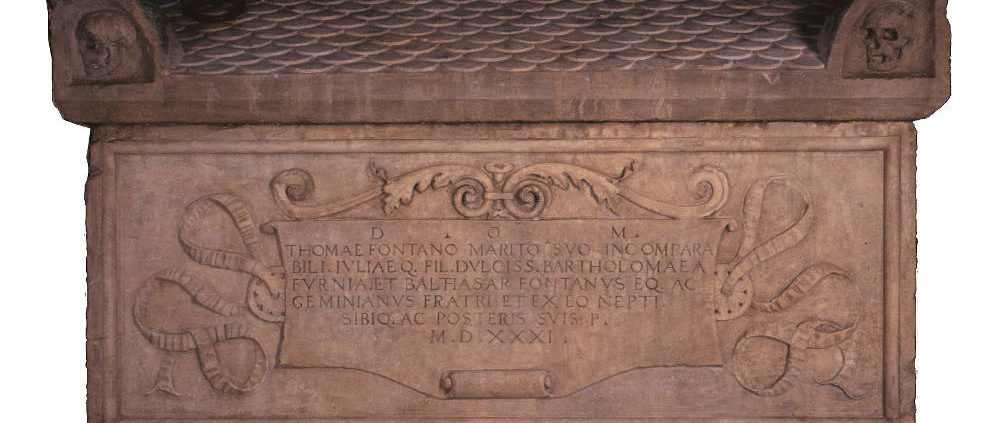 D. O M.
THOMAE FONTANO MARITO SVO INCOMPARA
BILI. IVLIAE Q. FIL. DVLCISS. BARTHOLOMAEA
FVRNIA. ET BALTHASAR FONTANVS EQ. AC
GEMINIANVS FRATRI. ET EX EO NEPTI
SIBIQ. AC POSTERIS SVIS P.
M.D.XXXI.